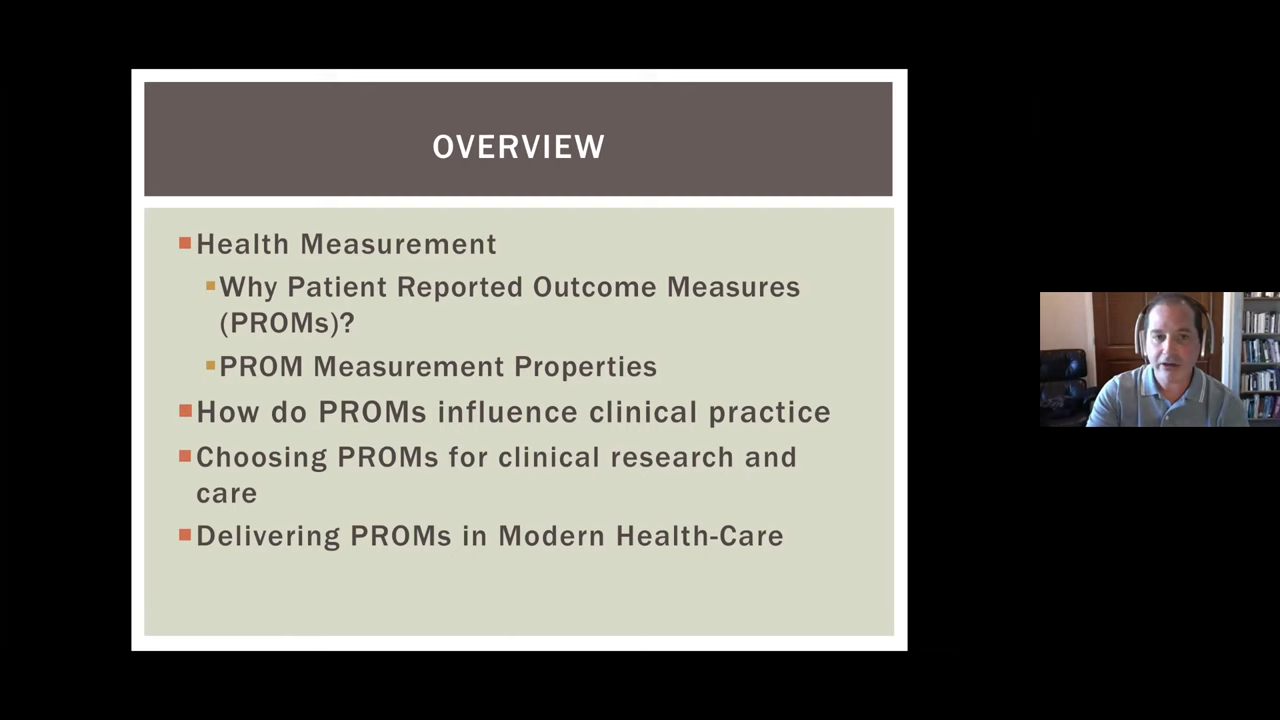 OVERVIEW
Health Measurement
Why Patient Reported Outcome Measures
(PROMs)?
PROM Measurement Properties
How do PROMs influence clinical practice
Choosing PROMs for clinical research and
care
Delivering PROMs in Modern Health-Care